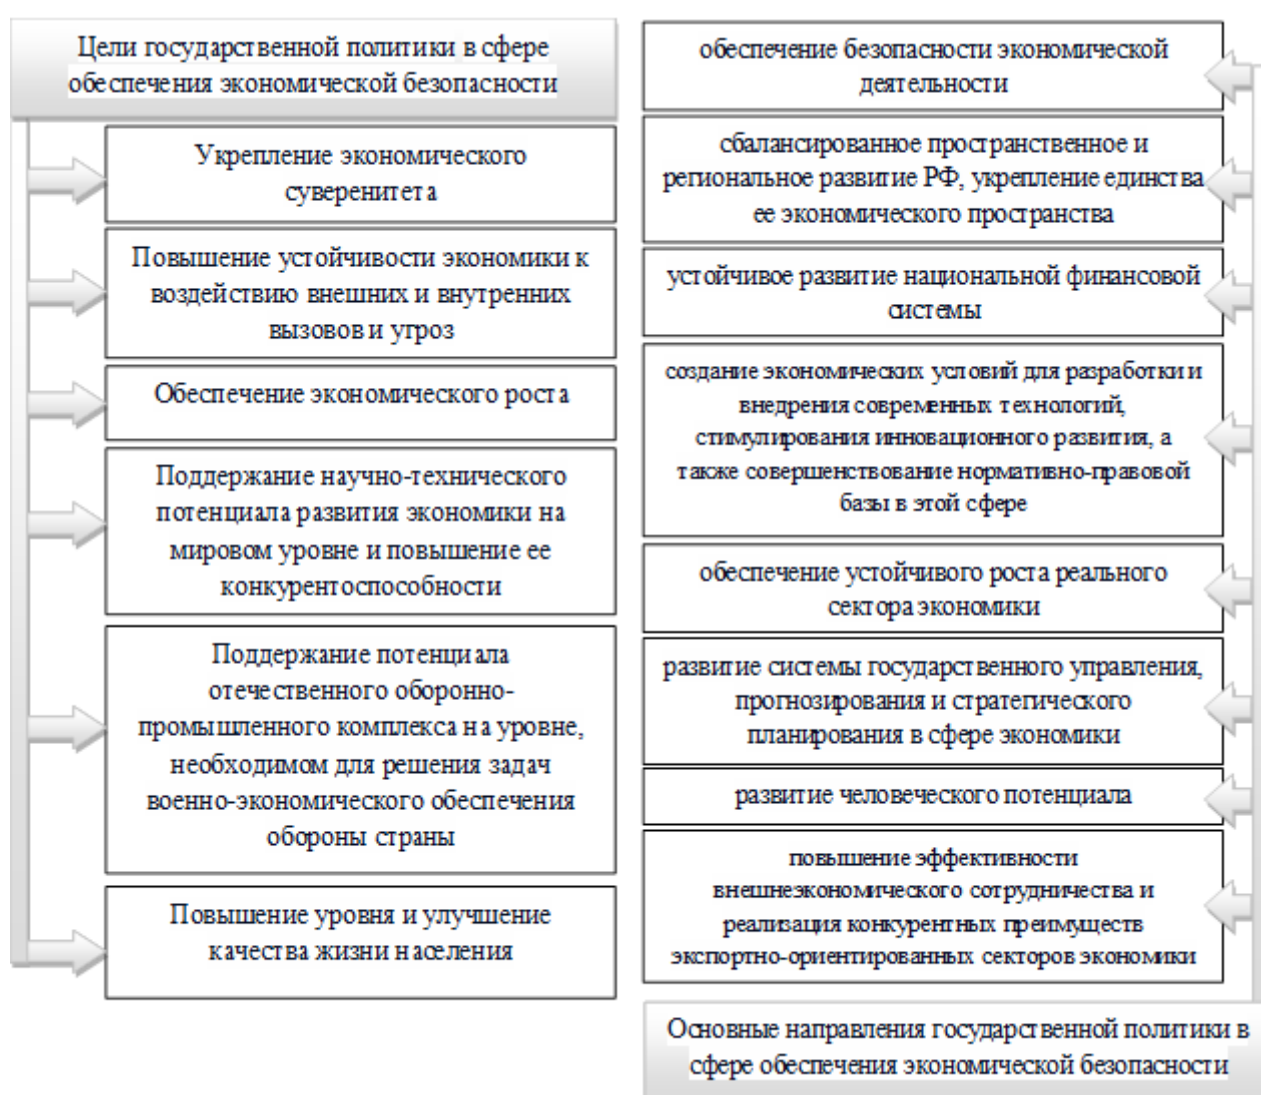 Цели государственной политики в сфере
обеспечения экономической безопасности
Укрепление экономического
суверенитета
Повышение устойчивости экономики к
воздействию внешних и внутренних
вызовов и угроз
Обеспечение экономического роста
Поддержание научно-технического
потенциала развития экономики на
мировом уровне и повышение ее
конкурентоспособности
Поддержание потенциала
отечественного оборонно-
промышленного комплекса на уровне,
необходимом для решения задач
военно-экономического обеспечения
обороны страны
Повышение уровня и улучшение
качества жизни населения
обеспечение безопасности экономической
деятельности
сбалансированное пространственное и
региональное развитие РФ, укрепление единства
ее экономического пространства
устойчивое развитие национальной финансовой
системы
создание экономических условий для разработки и
внедрения современных технологий,
стимулирования инновационного развития, а
также совершенствование нормативно-правовой
базы в этой сфере
обеспечение устойчивого роста реального
сектора экономики
развитие системы государственного управления,
прогнозирования и стратегического
планирования в сфере экономики
развитие человеческого потенциала
повышение эффективности
внешнеэкономического сотрудничества и
реализация конкурентных преимуществ
экспортно-ориентированных секторов экономики
Основные направления государственной политики в
сфере обеспечения экономической безопасности